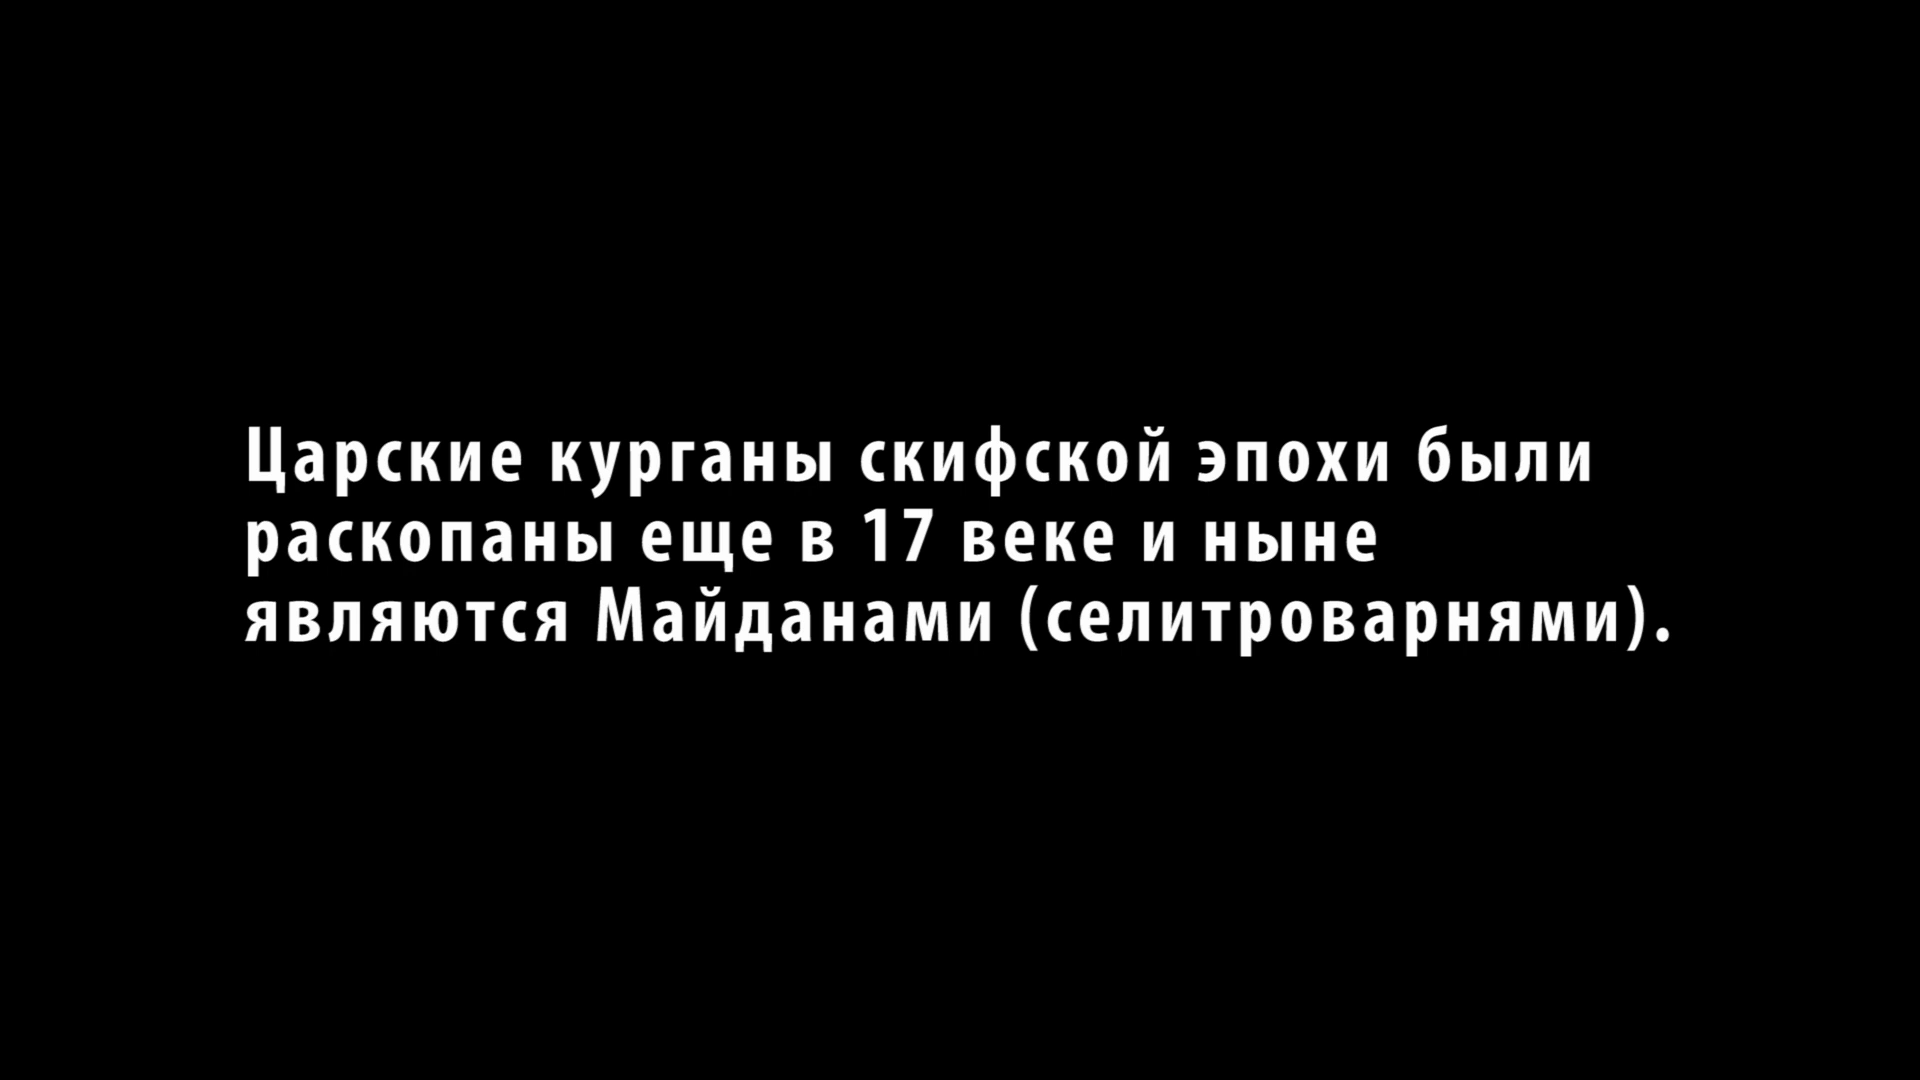 Царские курганы скифской эпохи были
раскопаны еще в 17 веке и ныне
являются Майданами (селитроварнями).